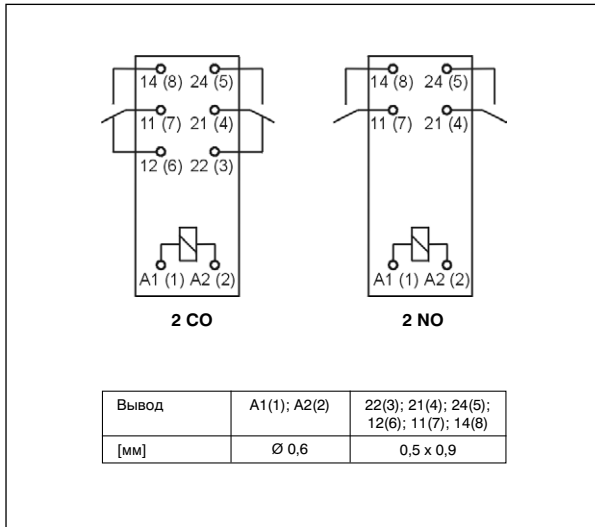 14 (8) 24 (5)
11 (7) 21 (4)
12 (6) 22 (3)
A1 (1) A2 (2)
2 CO
14 (8) 24 (5)
11 (7) 21 (4)
A1 (1) A2 (2)
2 NO
Вывод A1(1); A2(2) 22(3); 21(4); 24(5);
12(6); 11(7); 14(8)
[мм] Ø 0,6 0,5 x 0,9